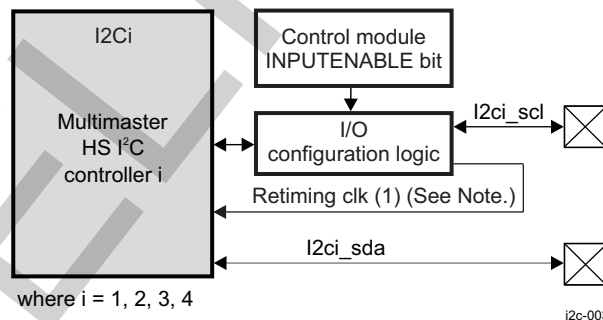 I2Ci
Control module
INPUTENABLE bit
Multimaster
HS I²C
controller i
I/O
configuration logic
I2ci_scl
Retiming clk (1) (See Note.)
I2ci_sda
where i = 1, 2, 3, 4